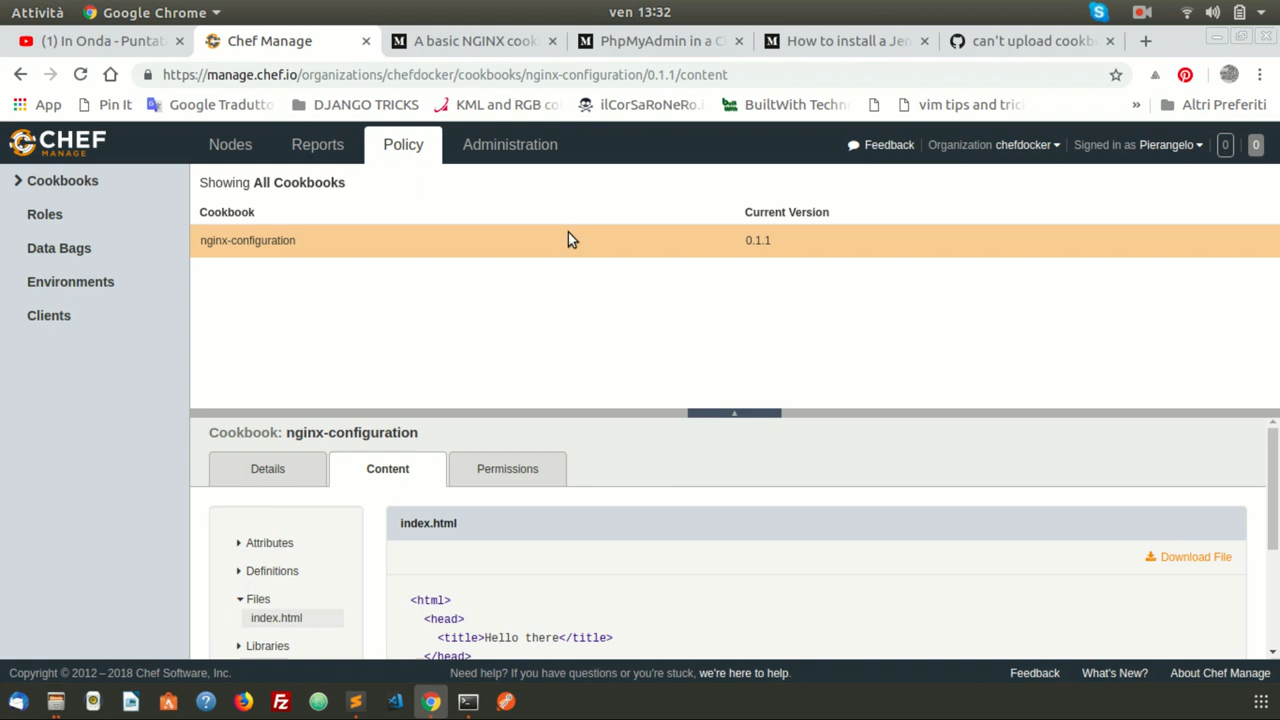 Attività
Google Chrome
ven 13:32
(1) In Onda - Puntat
Chef Manage
A basic NGINX cook
PhpMyAdmin in a C
How to install a Jen
can't upload cookb
https://manage.chef.io/organizations/chefdocker/cookbooks/nginx-configuration/0.1.1/content
App
Pin It
Google Tradutto
DJANGO TRICKS
KML and RGB co
ilCorSaRoNeRo.i
BuiltWith Techn
vim tips and tric
»
Altri Preferiti
CHEF
MANAGE
Nodes
Reports
Policy
Administration
Feedback
Organization chefdocker
Signed in as Pierangelo
0
0
Cookbooks
Roles
Data Bags
Environments
Clients
Showing All Cookbooks
Cookbook
Current Version
nginx-configuration
0.1.1
Cookbook: nginx-configuration
Details
Content
Permissions
Attributes
Definitions
Files
index.html
Libraries
index.html
Download File
<html>
<head>
<title>Hello there</title>
</head>
Copyright © 2012 – 2018 Chef Software, Inc.
Need help? If you have questions or you're stuck, we're here to help.
Feedback
What's New?
About Chef Manage